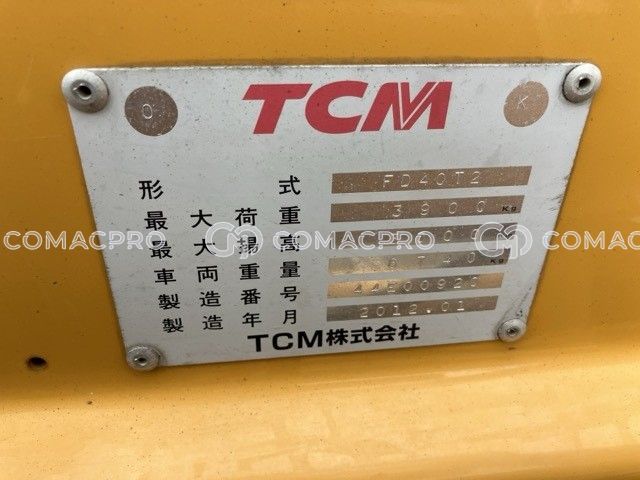 O TCM K
形式 FD40T2
最大荷重 3900 Kg
最大揚高
車両重量
製造番号
製造年月 2012.01
TCM株式会社
COMACPRO COMACPRO COMACPRO